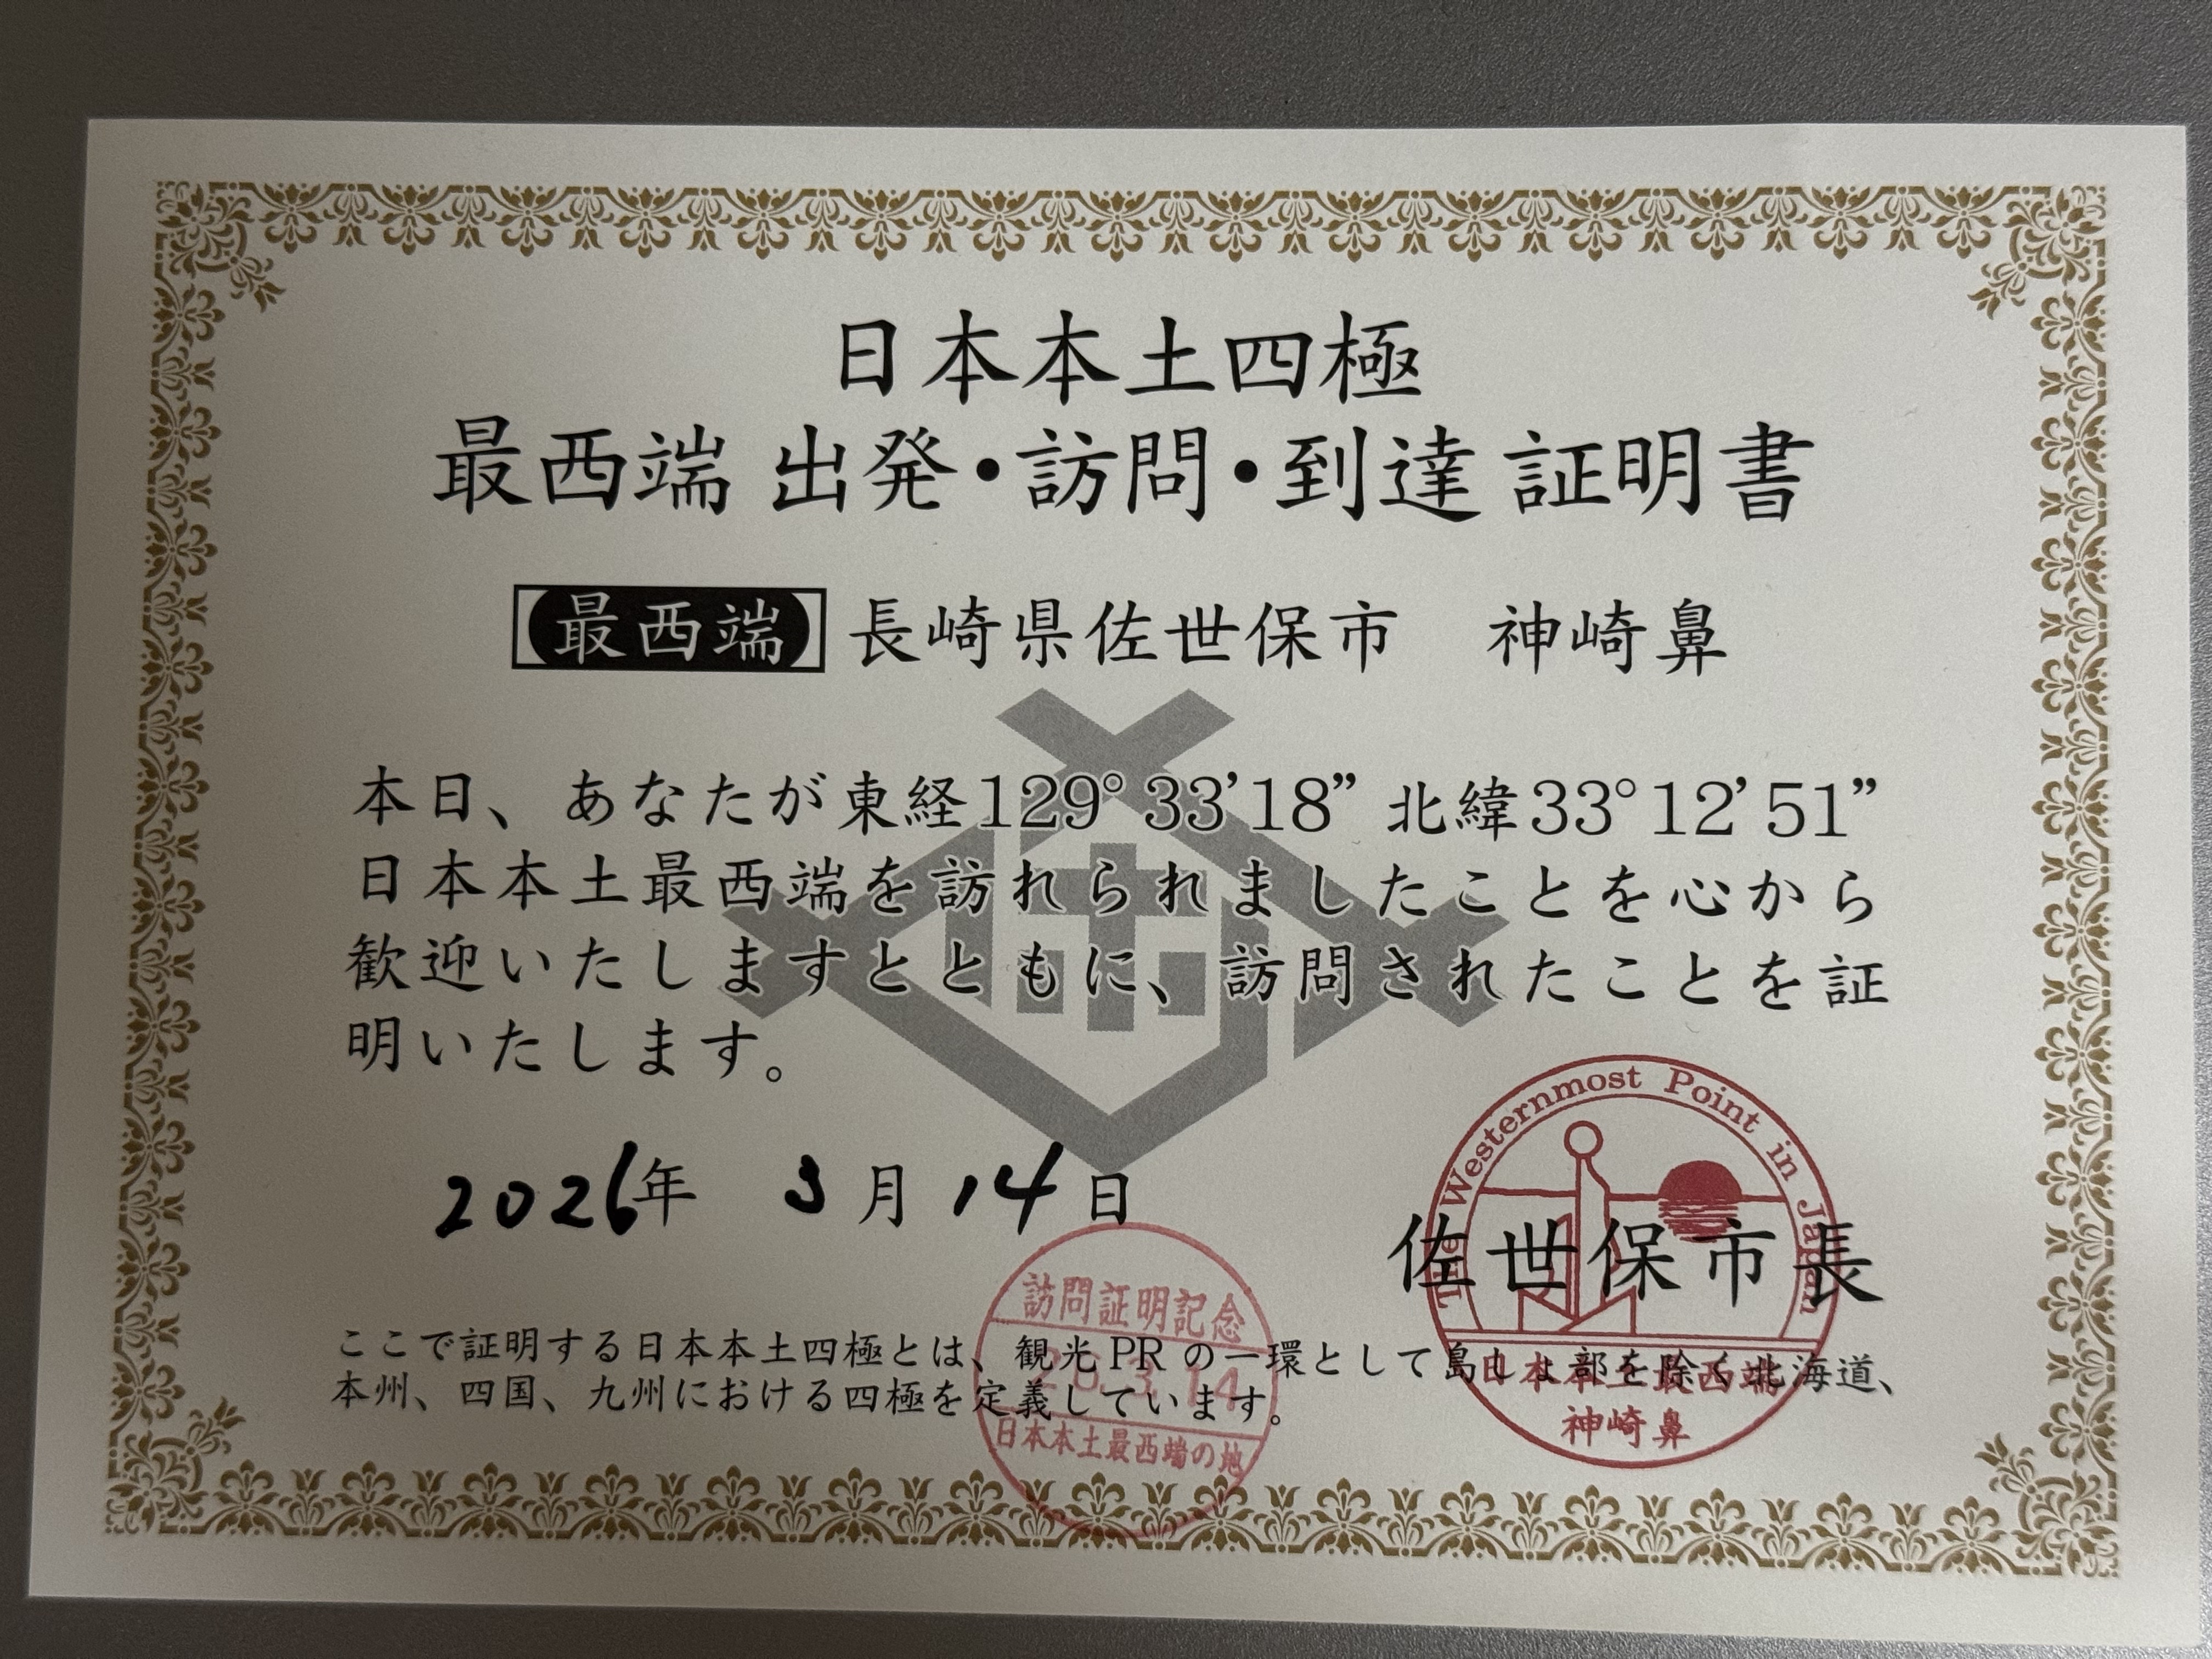 日本本土四極
最西端 出発・訪問・到達 証明書
【最西端】長崎県佐世保市 神崎鼻
本日、あなたが東経129°33’18” 北緯33°12’51”
日本本土最西端を訪れられましたことを心から
歓迎いたしますとともに、訪問されたことを証
明いたします。
2026年 3月14日
The Westernmost Point in Japan
佐世保市長
日本本土最西端
神崎鼻
訪問証明記念
26.3.14
日本本土最西端の地
ここで証明する日本本土四極とは、観光PRの一環として島しょ部を除く北海道、
本州、四国、九州における四極を定義しています。